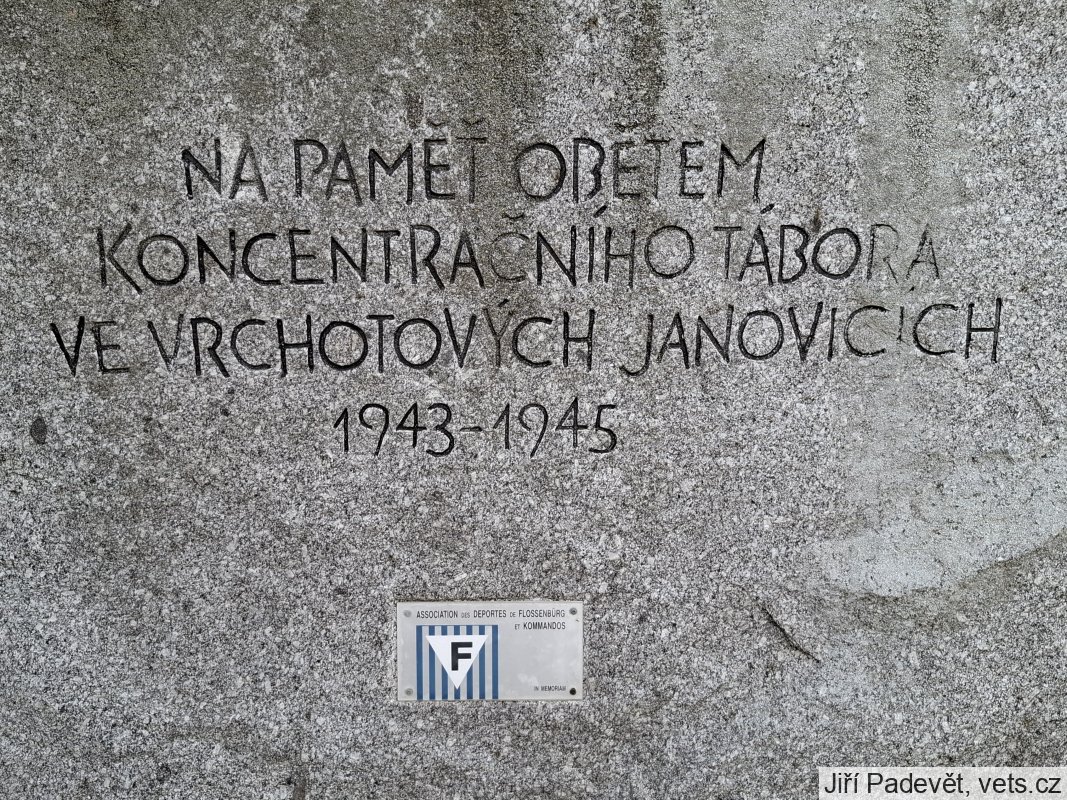 NA PAMĚŤ OBĚTEM
KONCENTRAČNÍHO TÁBORA
VE VRCHOTOVÝCH JANOVICÍCH
1943-1945
ASSOCIATION DES DEPORTES DE FLOSSENBÜRG
ET KOMMANDOS
F
IN MEMORIAM
Jiří Padevět, vets.cz